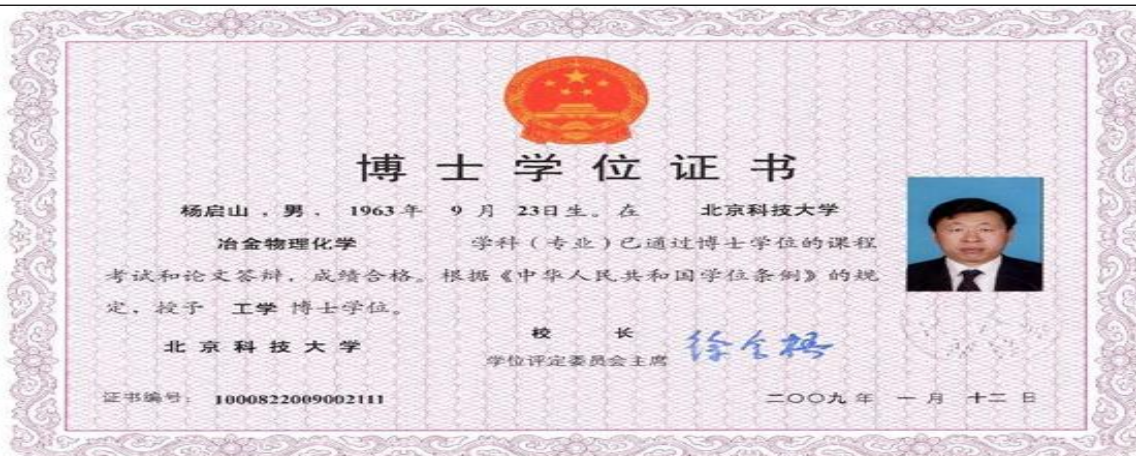 博士学位证书
杨启山，男，1963年 9月 23日生。在 北京科技大学
冶金物理化学 学科（专业）已通过博士学位的课程
考试和论文答辩，成绩合格。根据《中华人民共和国学位条例》的规
定，授予 工学 博士学位。
北京科技大学
校 长
学位评定委员会主席 徐金梧
证书编号：1000822009002111 二〇〇九年 一月 十二日